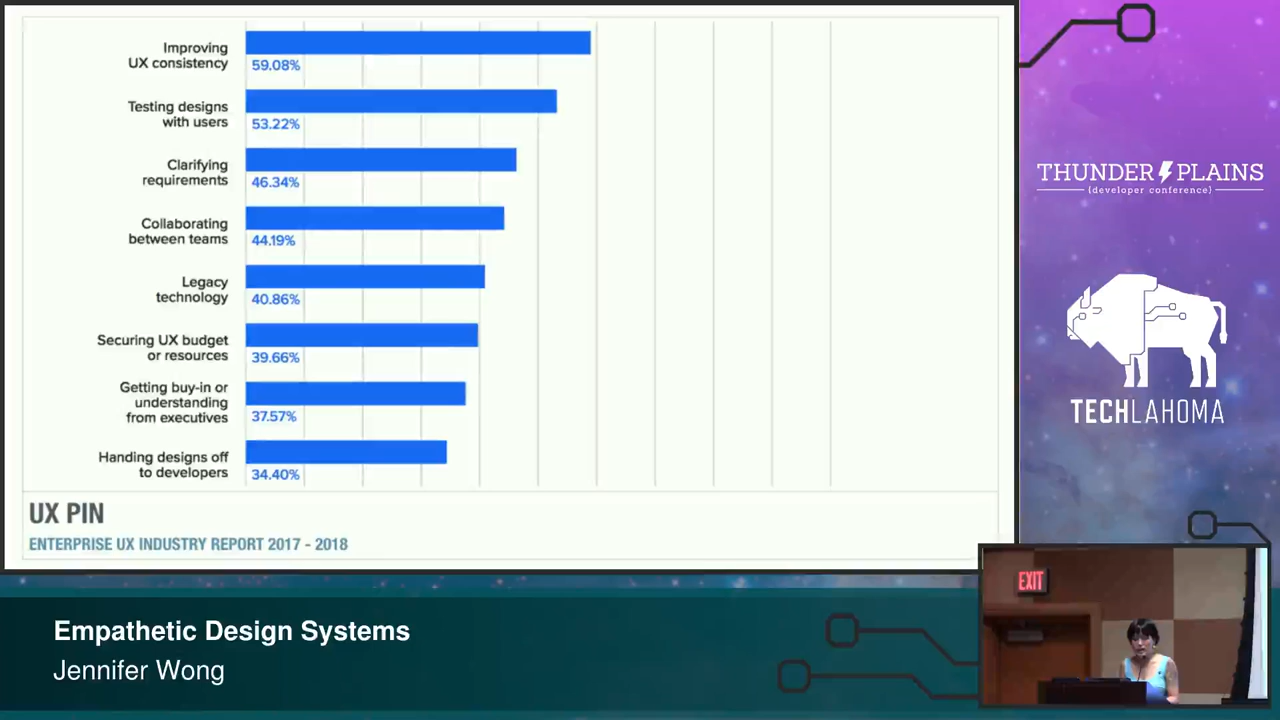 Improving
UX consistency
59.08%
Testing designs
with users
53.22%
Clarifying
requirements
46.34%
Collaborating
between teams
44.19%
Legacy
technology
40.86%
Securing UX budget
or resources
39.66%
Getting buy-in or
understanding
from executives
37.57%
Handing designs off
to developers
34.40%
UX PIN
ENTERPRISE UX INDUSTRY REPORT 2017 - 2018
THUNDER PLAINS
{developer conference}
TECHLAHOMA
EXIT
Empathetic Design Systems
Jennifer Wong